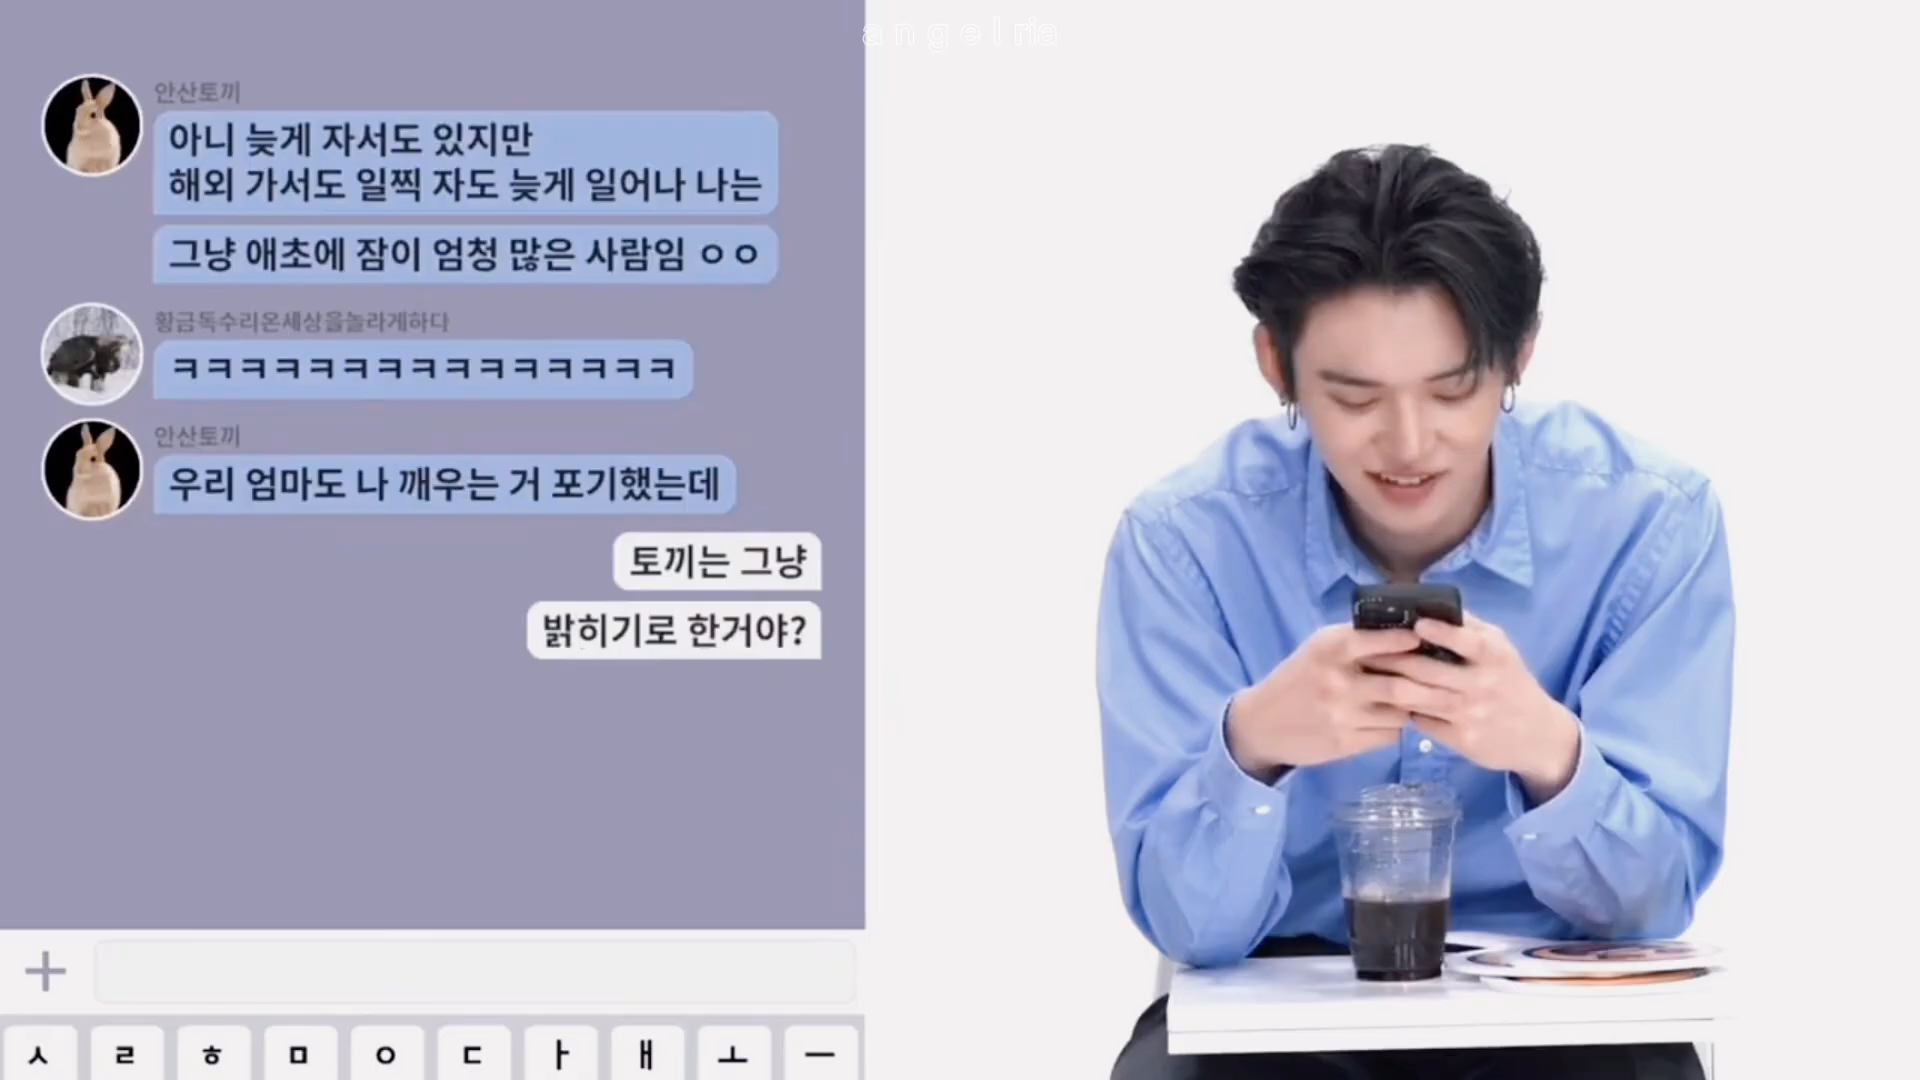 a n g e l ria
안산토끼
아니 늦게 자서도 있지만
해외 가서도 일찍 자도 늦게 일어나 나는
그냥 애초에 잠이 엄청 많은 사람임 ㅇㅇ
황금독수리온세상을놀라게하다
ㅋㅋㅋㅋㅋㅋㅋㅋㅋㅋㅋㅋㅋㅋㅋ
안산토끼
우리 엄마도 나 깨우는 거 포기했는데
토끼는 그냥
밝히기로 한거야?
+
ㅅ ㄹ ㅎ ㅁ ㅇ ㄷ ㅏ ㅐ ㅗ ㅡ